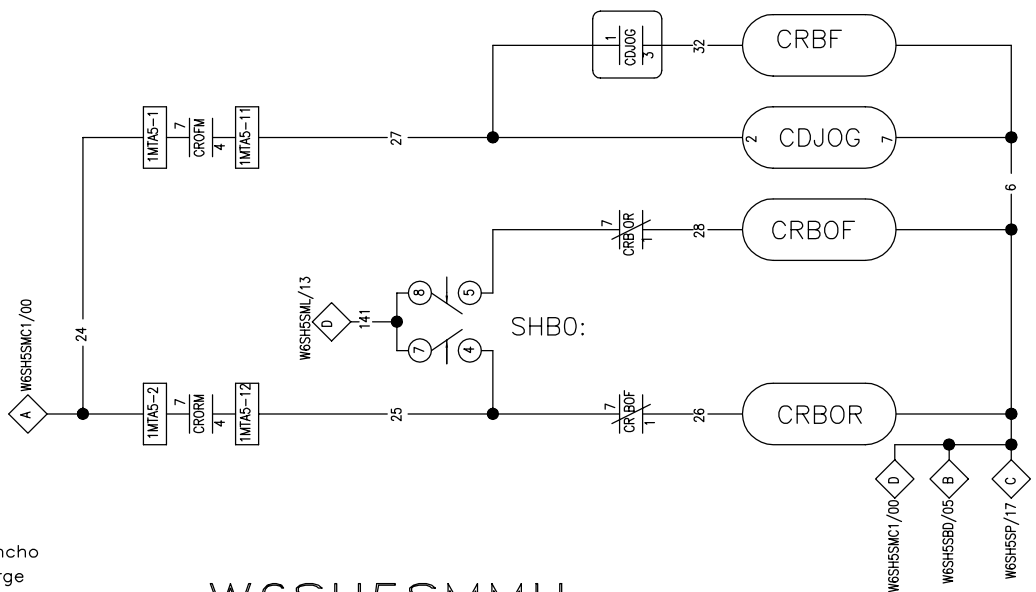 1
CDJOG
3
32
CRBF
1MTA5-1
7
CROFM
4
1MTA5-11
27
2
CDJOG
7
6
7
CRBOR
1
28
CRBOF
W6SH5SML/13
D
141
8
5
7
4
SHBO:
W6SH5SMC1/00
A
24
1MTA5-2
7
CRORM
4
1MTA5-12
25
7
CRBOF
1
26
CRBOR
D
W6SH5SMC1/00
B
W6SH5SBD/05
C
W6SH5SP/17